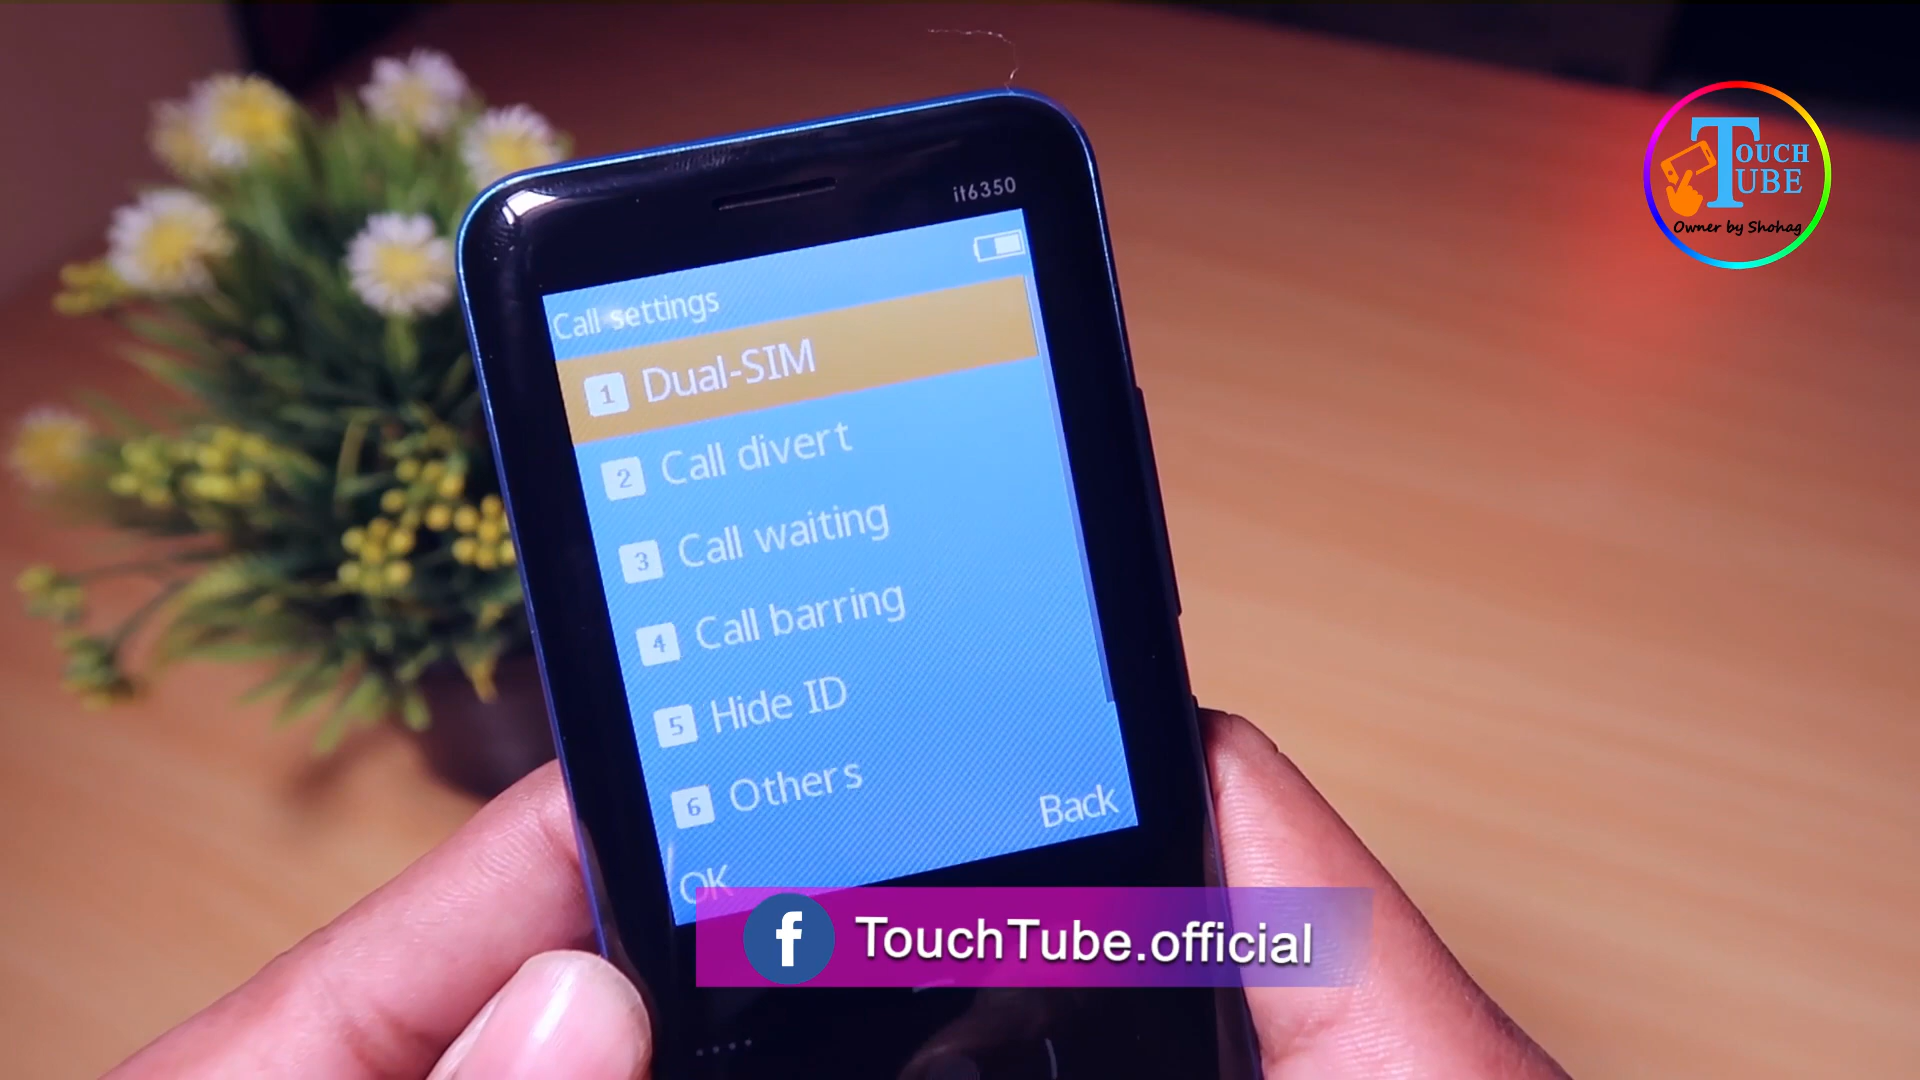 it6350
Call settings
1 Dual-SIM
2 Call divert
3 Call waiting
4 Call barring
5 Hide ID
6 Others
OK
Back
TOUCH
TUBE
Owner by Shohag
f TouchTube.official